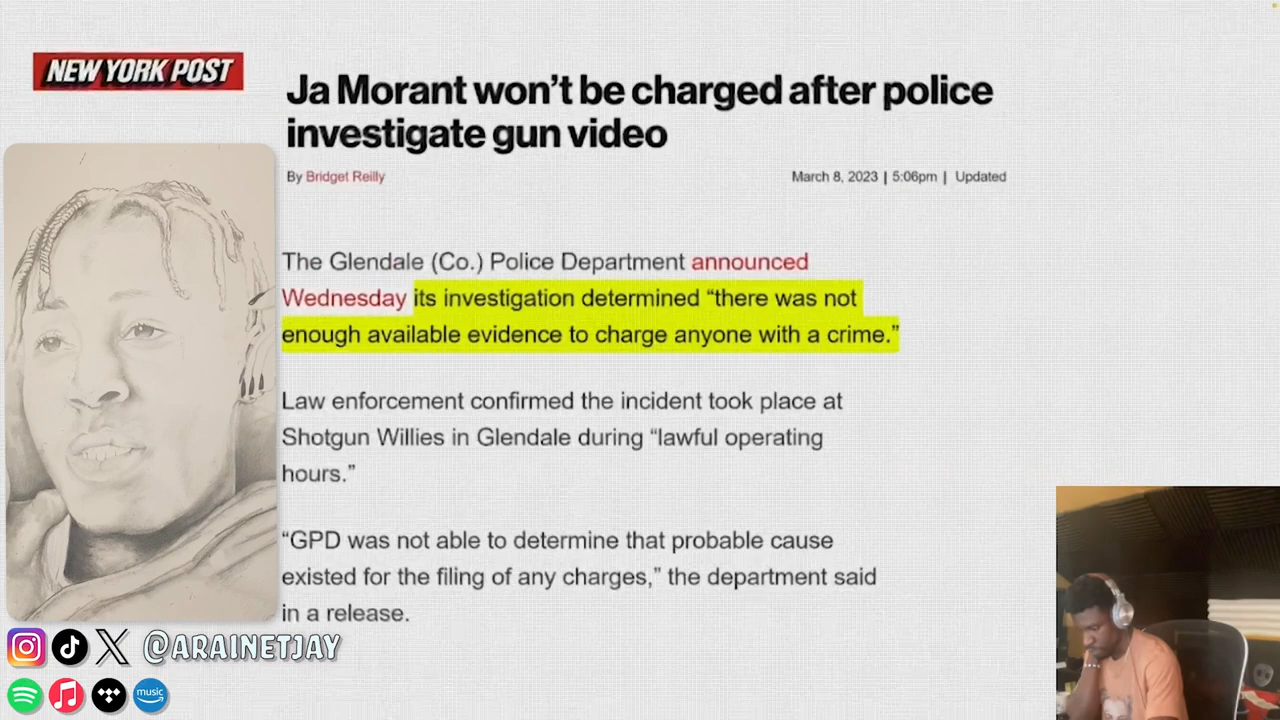 NEW YORK POST
Ja Morant won’t be charged after police
investigate gun video
By Bridget Reilly
March 8, 2023 | 5:06pm | Updated
The Glendale (Co.) Police Department announced
Wednesday its investigation determined “there was not
enough available evidence to charge anyone with a crime.”
Law enforcement confirmed the incident took place at
Shotgun Willies in Glendale during “lawful operating
hours.”
“GPD was not able to determine that probable cause
existed for the filing of any charges,” the department said
in a release.
@ARAINETJAY
music